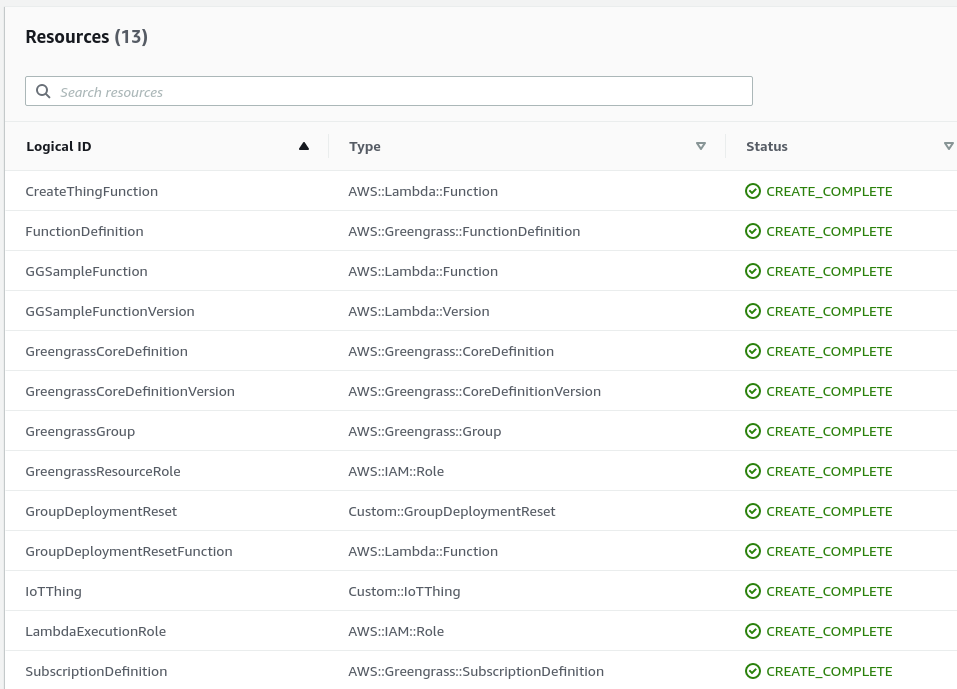 Resources (13)
Search resources
Logical ID Type Status
CreateThingFunction AWS::Lambda::Function CREATE_COMPLETE
FunctionDefinition AWS::Greengrass::FunctionDefinition CREATE_COMPLETE
GGSampleFunction AWS::Lambda::Function CREATE_COMPLETE
GGSampleFunctionVersion AWS::Lambda::Version CREATE_COMPLETE
GreengrassCoreDefinition AWS::Greengrass::CoreDefinition CREATE_COMPLETE
GreengrassCoreDefinitionVersion AWS::Greengrass::CoreDefinitionVersion CREATE_COMPLETE
GreengrassGroup AWS::Greengrass::Group CREATE_COMPLETE
GreengrassResourceRole AWS::IAM::Role CREATE_COMPLETE
GroupDeploymentReset Custom::GroupDeploymentReset CREATE_COMPLETE
GroupDeploymentResetFunction AWS::Lambda::Function CREATE_COMPLETE
IoTThing Custom::IoTThing CREATE_COMPLETE
LambdaExecutionRole AWS::IAM::Role CREATE_COMPLETE
SubscriptionDefinition AWS::Greengrass::SubscriptionDefinition CREATE_COMPLETE